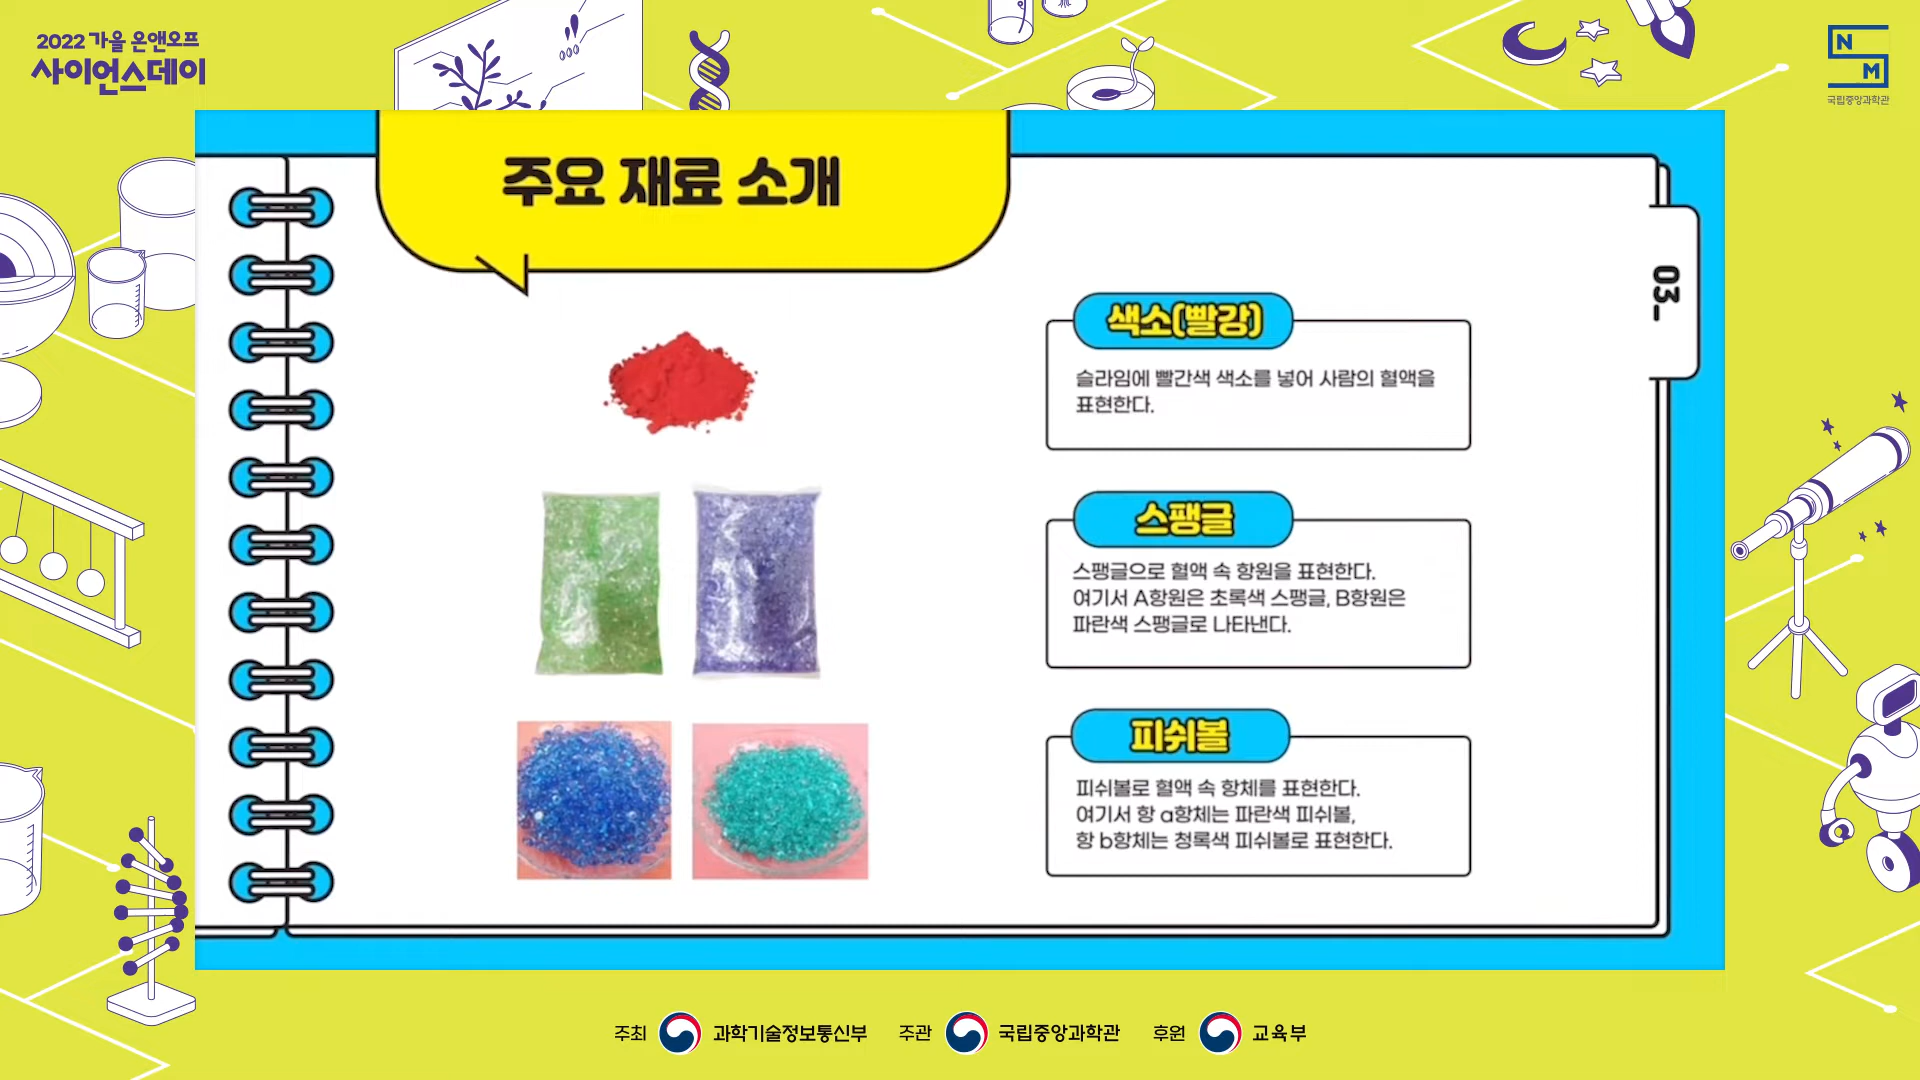 2022 가을 온앤오프
사이언스데이
N
S
M
국립중앙과학관
주요 재료 소개
03_
색소(빨강)
슬라임에 빨간색 색소를 넣어 사람의 혈액을
표현한다.
스팽글
스팽글으로 혈액 속 항원을 표현한다.
여기서 A항원은 초록색 스팽글, B항원은
파란색 스팽글로 나타낸다.
피쉬볼
피쉬볼로 혈액 속 항체를 표현한다.
여기서 항 a항체는 파란색 피쉬볼,
항 b항체는 청록색 피쉬볼로 표현한다.
주최 과학기술정보통신부 주관 국립중앙과학관 후원 교육부